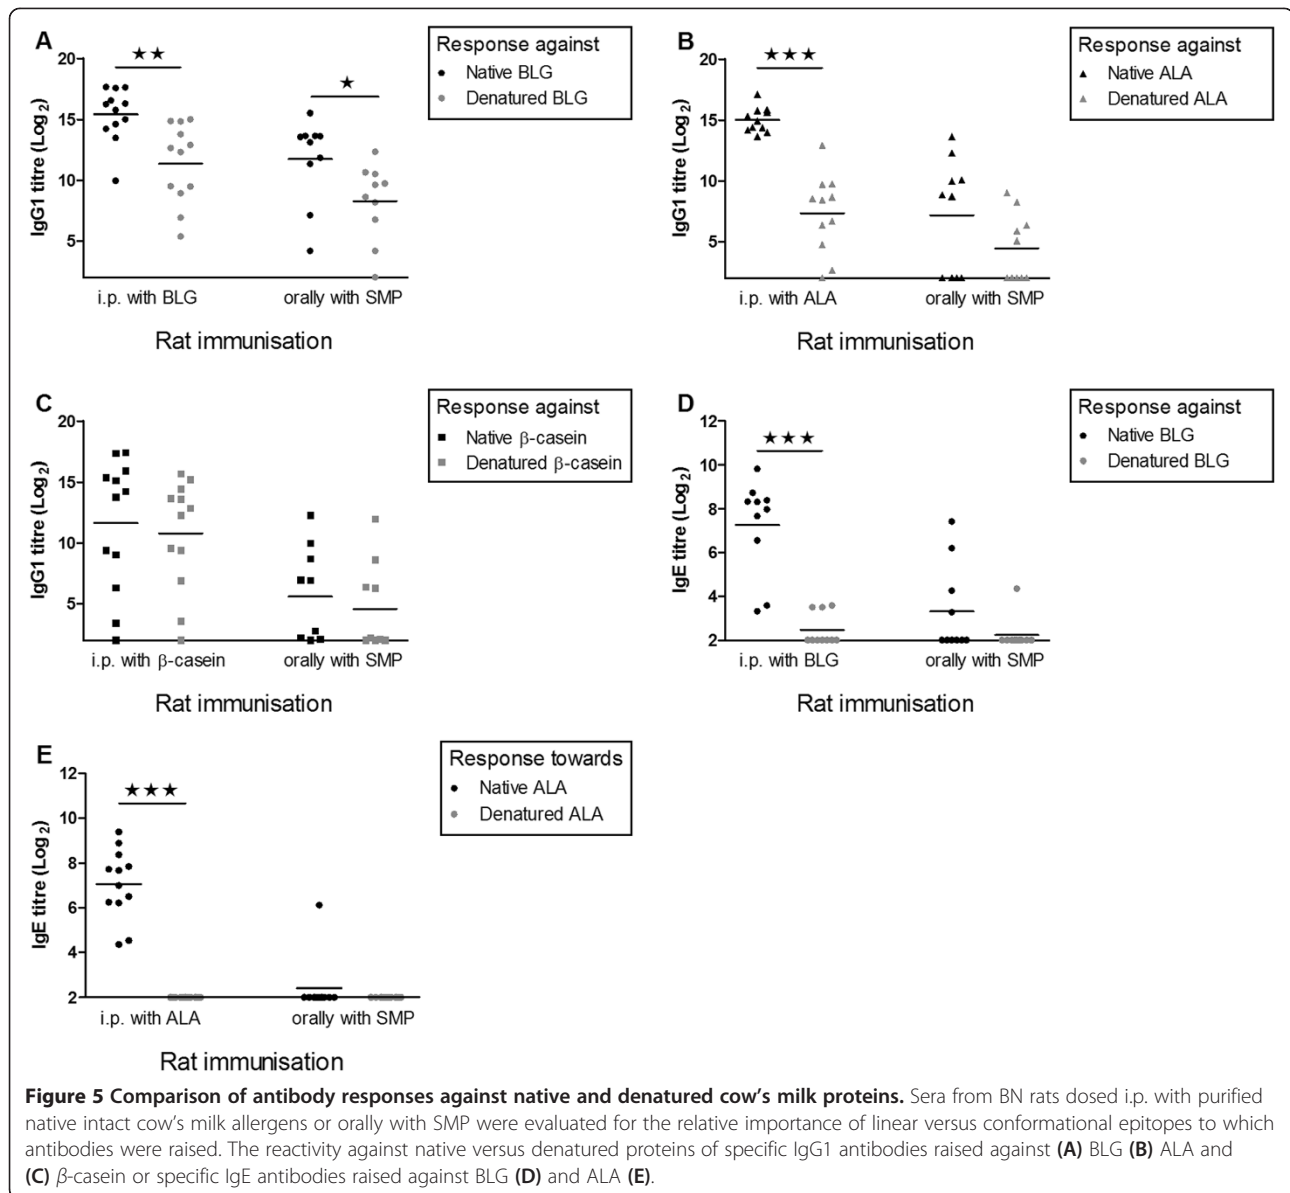 A
Response against
Native BLG
Denatured BLG
★★
★
20
15
10
5
IgG1 titre (Log2)
i.p. with BLG
orally with SMP
Rat immunisation
B
Response against
Native ALA
Denatured ALA
★★★
20
15
10
5
IgG1 titre (Log2)
i.p. with ALA
orally with SMP
Rat immunisation
C
Response against
Native β-casein
Denatured β-casein
20
15
10
5
IgG1 titre (Log2)
i.p. with β-casein
orally with SMP
Rat immunisation
D
Response against
Native BLG
Denatured BLG
★★★
12
10
8
6
4
2
IgE titre (Log2)
i.p. with BLG
orally with SMP
Rat immunisation
E
Response towards
Native ALA
Denatured ALA
★★★
12
10
8
6
4
2
IgE titre (Log2)
i.p. with ALA
orally with SMP
Rat immunisation
Figure 5 Comparison of antibody responses against native and denatured cow's milk proteins. Sera from BN rats dosed i.p. with purified
native intact cow's milk allergens or orally with SMP were evaluated for the relative importance of linear versus conformational epitopes to which
antibodies were raised. The reactivity against native versus denatured proteins of specific IgG1 antibodies raised against (A) BLG (B) ALA and
(C) β-casein or specific IgE antibodies raised against BLG (D) and ALA (E).